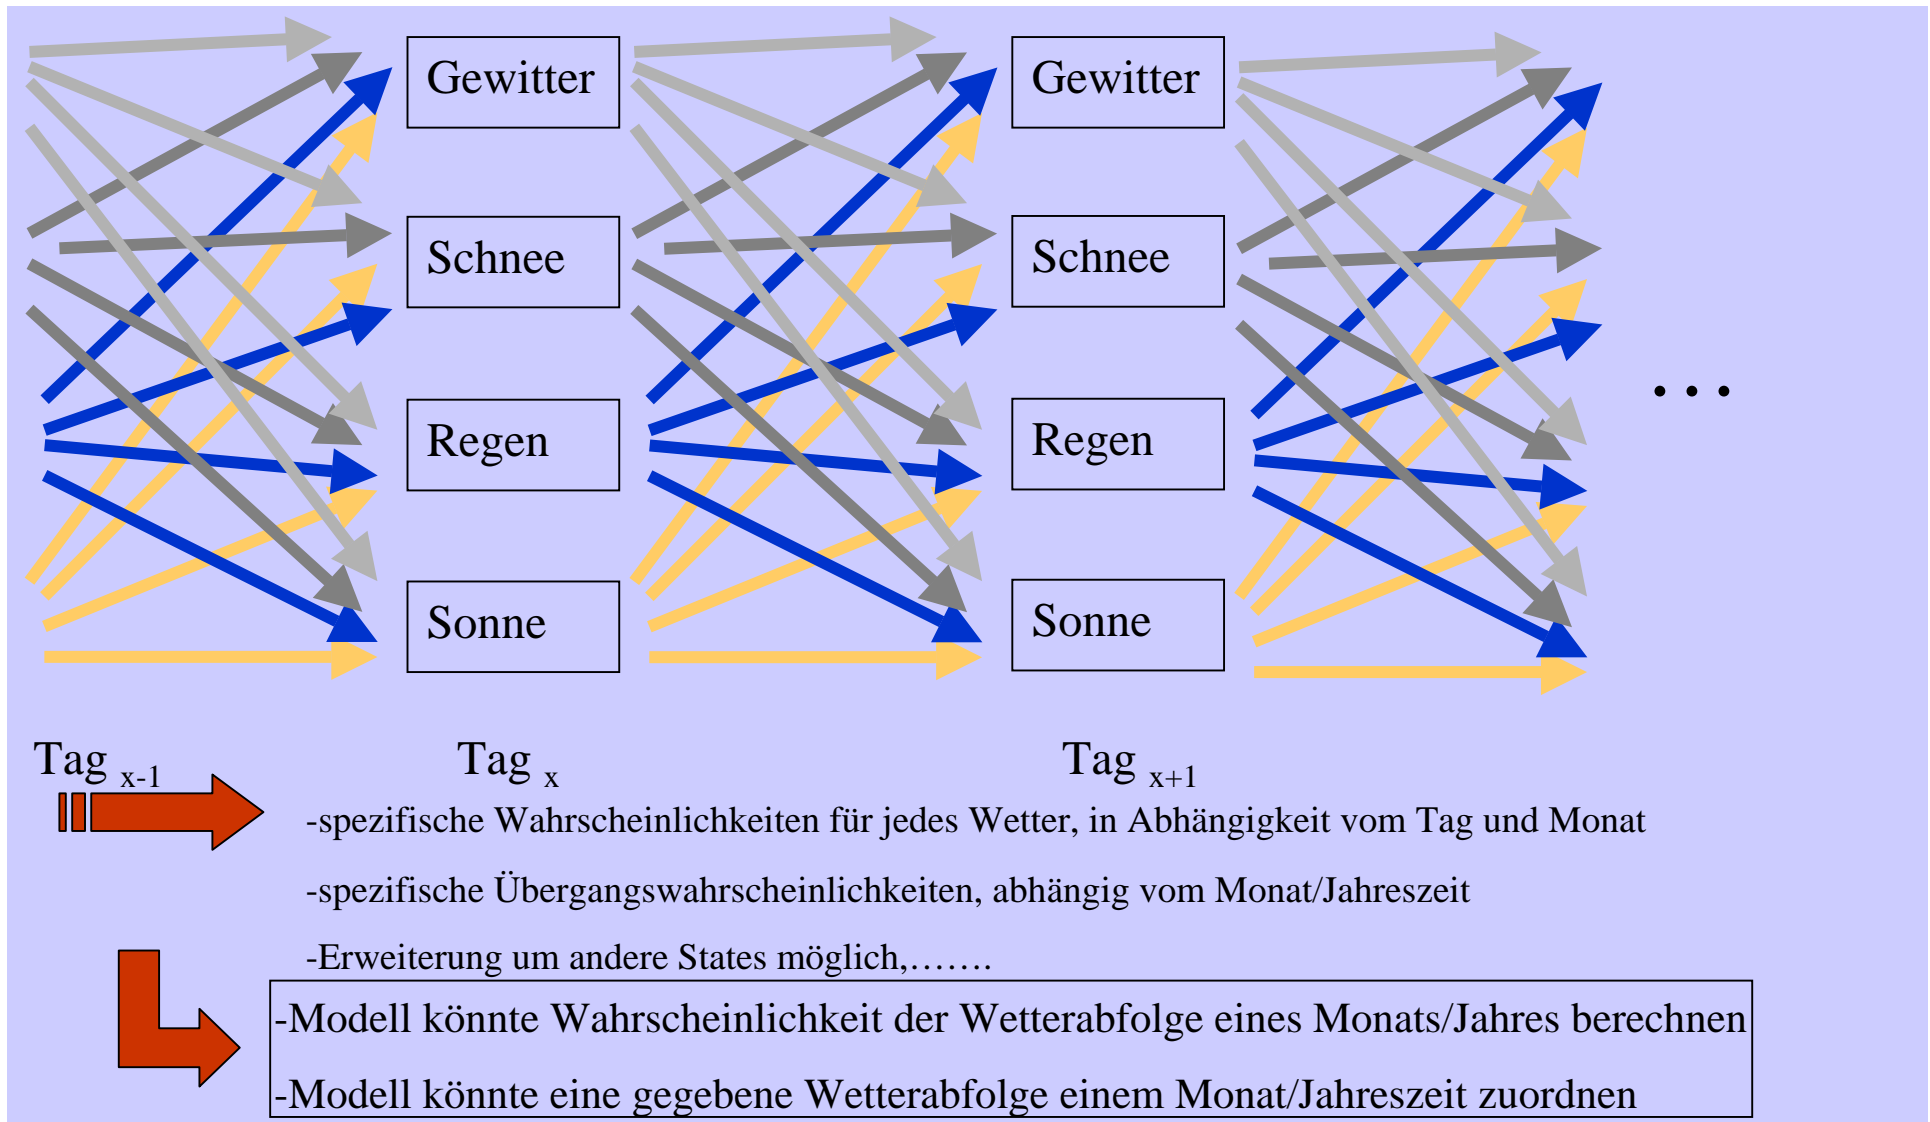 Gewitter Gewitter
Schnee Schnee
Regen Regen
...
Sonne Sonne
Tag x-1 Tag x Tag x+1
-spezifische Wahrscheinlichkeiten für jedes Wetter, in Abhängigkeit vom Tag und Monat
-spezifische Übergangswahrscheinlichkeiten, abhängig vom Monat/Jahreszeit
-Erweiterung um andere States möglich,…….
-Modell könnte Wahrscheinlichkeit der Wetterabfolge eines Monats/Jahres berechnen
-Modell könnte eine gegebene Wetterabfolge einem Monat/Jahreszeit zuordnen